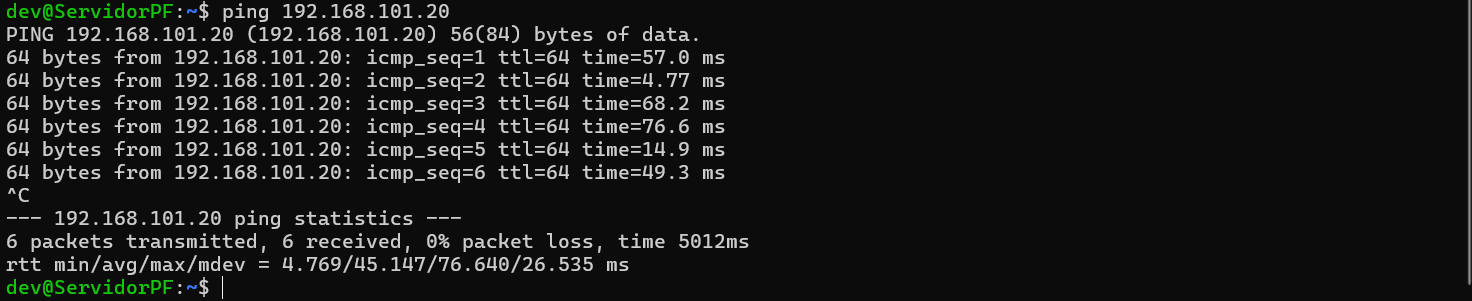 dev@ServidorPF:~$ ping 192.168.101.20
PING 192.168.101.20 (192.168.101.20) 56(84) bytes of data.
64 bytes from 192.168.101.20: icmp_seq=1 ttl=64 time=57.0 ms
64 bytes from 192.168.101.20: icmp_seq=2 ttl=64 time=4.77 ms
64 bytes from 192.168.101.20: icmp_seq=3 ttl=64 time=68.2 ms
64 bytes from 192.168.101.20: icmp_seq=4 ttl=64 time=76.6 ms
64 bytes from 192.168.101.20: icmp_seq=5 ttl=64 time=14.9 ms
64 bytes from 192.168.101.20: icmp_seq=6 ttl=64 time=49.3 ms
^C
--- 192.168.101.20 ping statistics ---
6 packets transmitted, 6 received, 0% packet loss, time 5012ms
rtt min/avg/max/mdev = 4.769/45.147/76.640/26.535 ms
dev@ServidorPF:~$